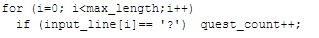 for (i=0; i<max_length;i++)
if (input_line[i]== '?') quest_count++;